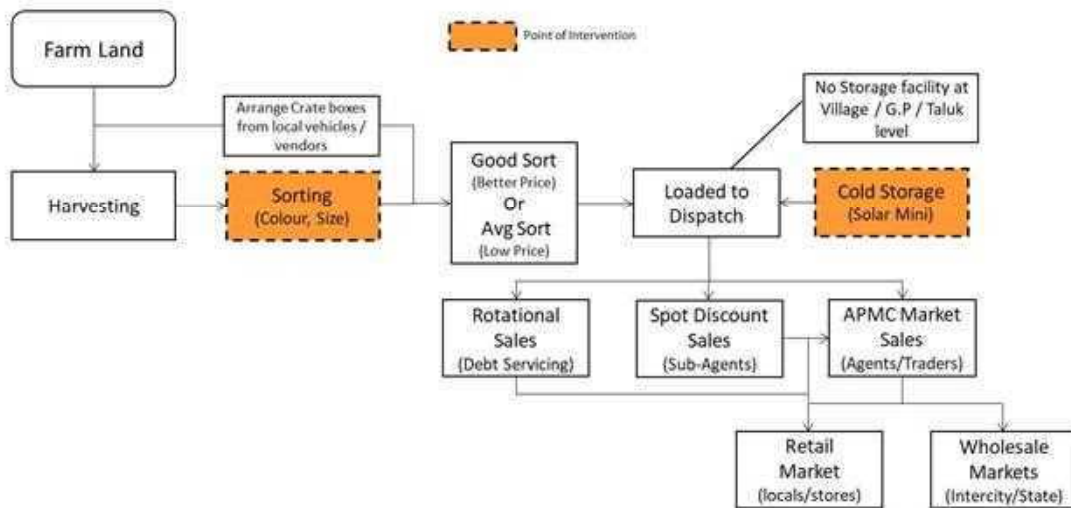 Farm Land
Point of Intervention
Arrange Crate boxes
from local vehicles /
vendors
No Storage facility at
Village / G.P / Taluk
level
Harvesting
Sorting
(Colour, Size)
Good Sort
(Better Price)
Or
Avg Sort
(Low Price)
Loaded to
Dispatch
Cold Storage
(Solar Mini)
Rotational
Sales
(Debt Servicing)
Spot Discount
Sales
(Sub-Agents)
APMC Market
Sales
(Agents/Traders)
Retail
Market
(locals/stores)
Wholesale
Markets
(Intercity/State)